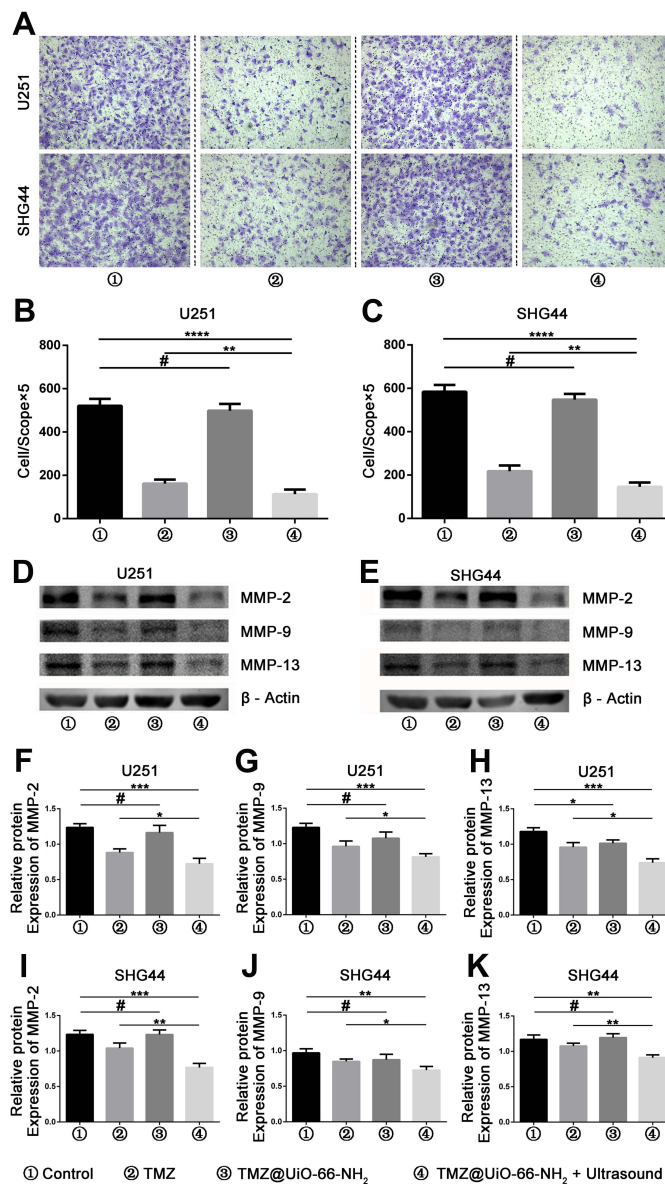 A
U251
SHG44
① ② ③ ④
B U251
Cell/Scope×5
800
600
400
200
0
****
**
#
① ② ③ ④
C SHG44
Cell/Scope×5
800
600
400
200
0
****
**
#
① ② ③ ④
D U251
MMP-2
MMP-9
MMP-13
β - Actin
① ② ③ ④
E SHG44
MMP-2
MMP-9
MMP-13
β - Actin
① ② ③ ④
F U251
Relative protein
Expression of MMP-2
1.5
1.0
0.5
0.0
***
#
*
① ② ③ ④
G U251
Relative protein
Expression of MMP-9
1.5
1.0
0.5
0.0
***
#
*
① ② ③ ④
H U251
Relative protein
Expression of MMP-13
1.5
1.0
0.5
0.0
***
*
*
① ② ③ ④
I SHG44
Relative protein
Expression of MMP-2
1.5
1.0
0.5
0.0
***
#
**
① ② ③ ④
J SHG44
Relative protein
Expression of MMP-9
1.5
1.0
0.5
0.0
**
#
*
① ② ③ ④
K SHG44
Relative protein
Expression of MMP-13
1.5
1.0
0.5
0.0
**
#
**
① ② ③ ④
① Control ② TMZ ③ TMZ@UiO-66-NH₂ ④ TMZ@UiO-66-NH₂ + Ultrasound